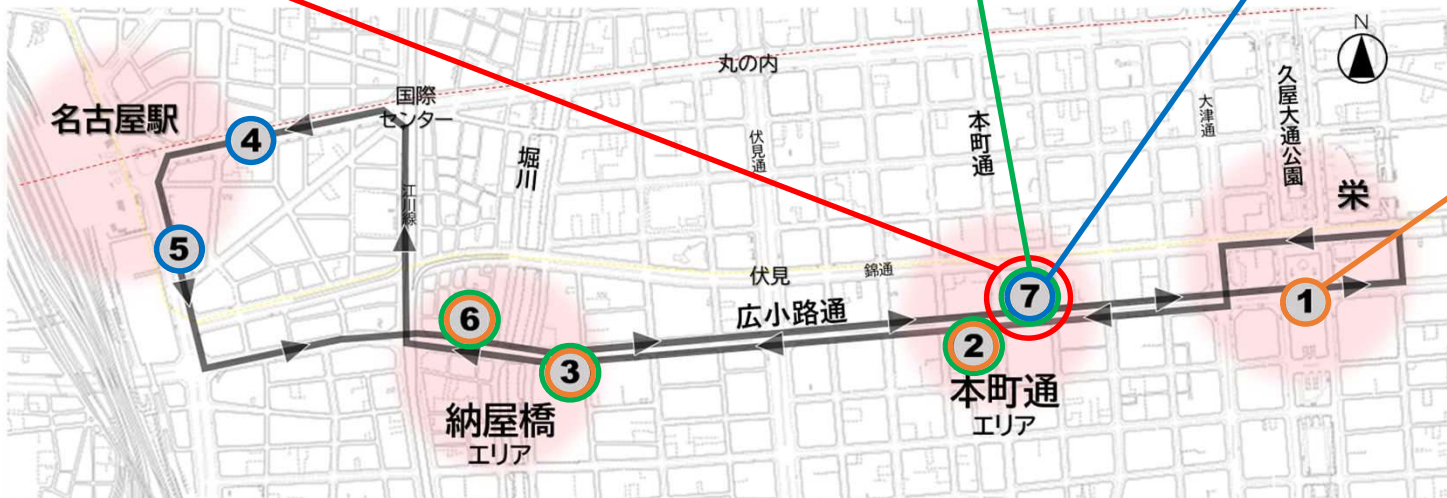 N
丸の内
国際
センター
名古屋駅
4
堀川
伏見通
本町通
大津通
久屋大通公園
栄
江川線
5
伏見
錦通
7
1
広小路通
6
3
2
納屋橋
エリア
本町通
エリア